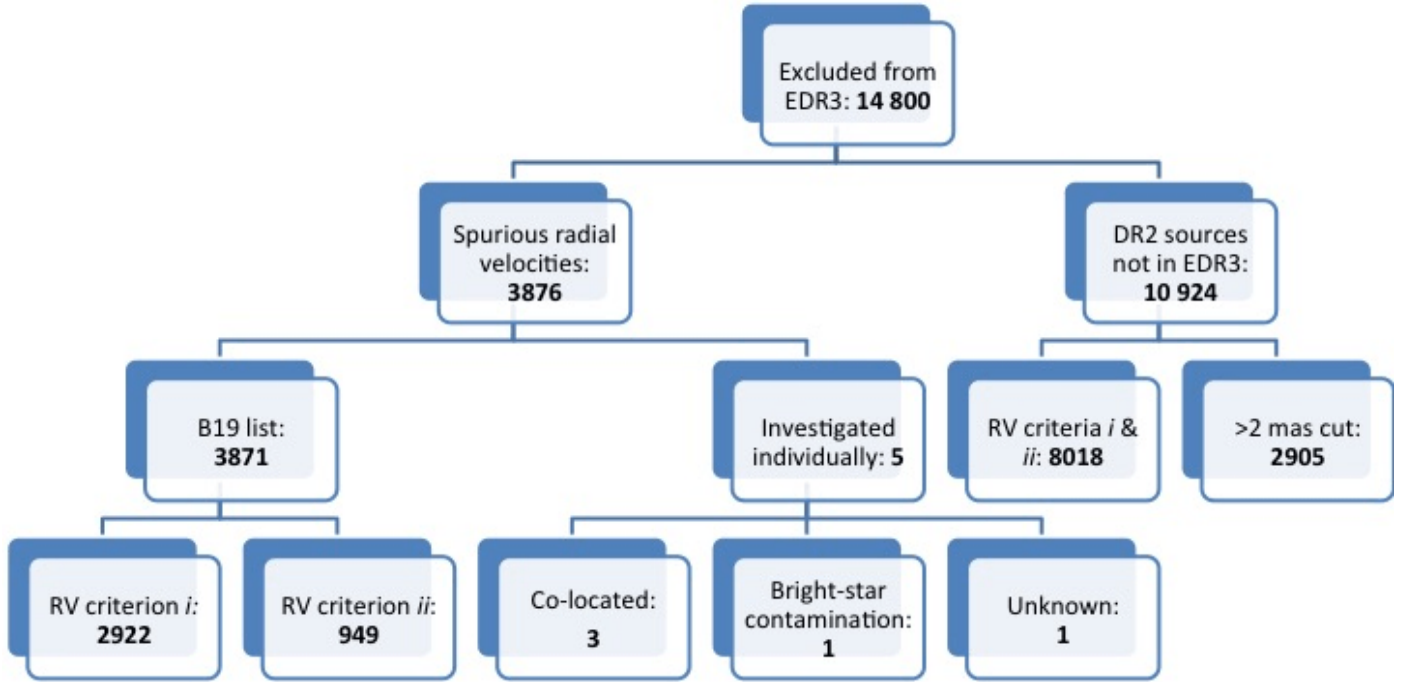 Excluded from
EDR3: 14 800
Spurious radial
velocities:
3876
DR2 sources
not in EDR3:
10 924
B19 list:
3871
Investigated
individually: 5
RV criteria i &
ii: 8018
>2 mas cut:
2905
RV criterion i:
2922
RV criterion ii:
949
Co-located:
3
Bright-star
contamination:
1
Unknown:
1